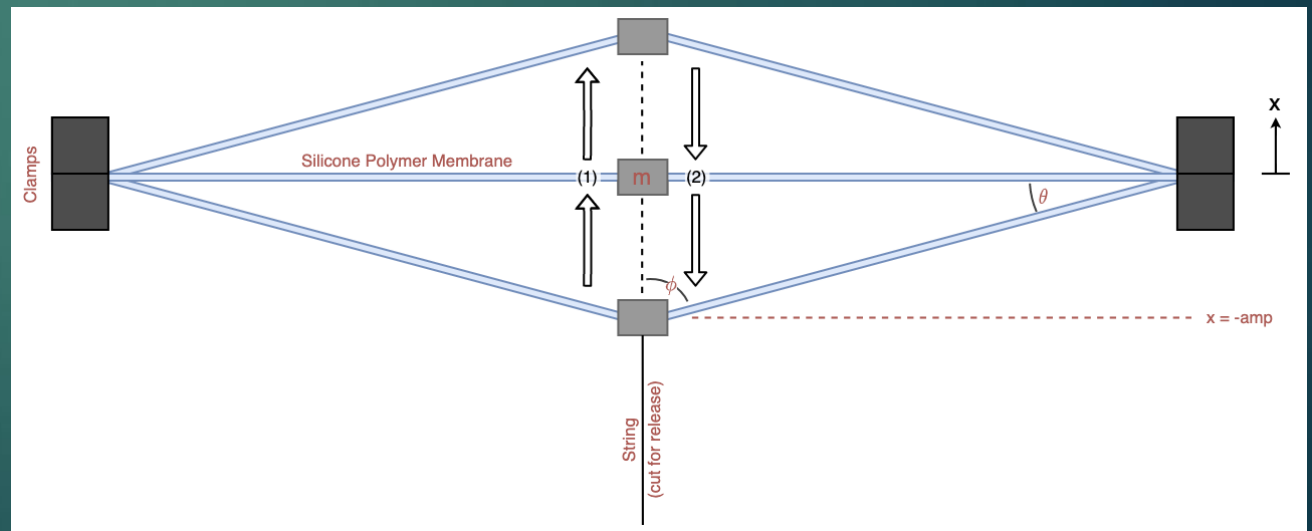 x
Clamps
Silicone Polymer Membrane
(1)
m
(2)
θ
ϕ
x = -amp
String
(cut for release)